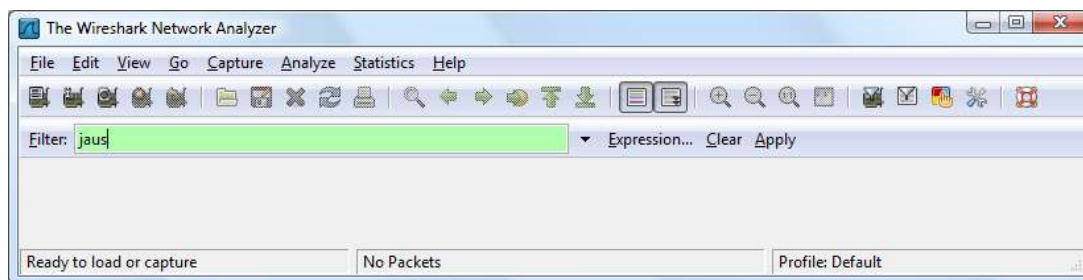 The Wireshark Network Analyzer
File Edit View Go Capture Analyze Statistics Help
Filter: jaus Expression... Clear Apply
Ready to load or capture No Packets Profile: Default